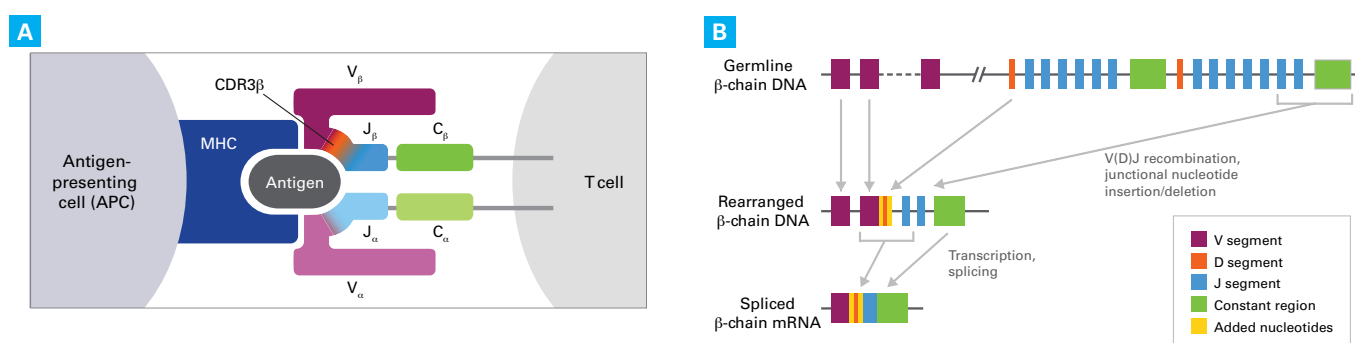 A
Antigen-
presenting
cell (APC)
MHC
CDR3β
Antigen
Vβ
Jβ
Cβ
Jα
Cα
Vα
T cell
B
Germline
β-chain DNA
V(D)J recombination,
junctional nucleotide
insertion/deletion
Rearranged
β-chain DNA
Transcription,
splicing
Spliced
β-chain mRNA
V segment
D segment
J segment
Constant region
Added nucleotides